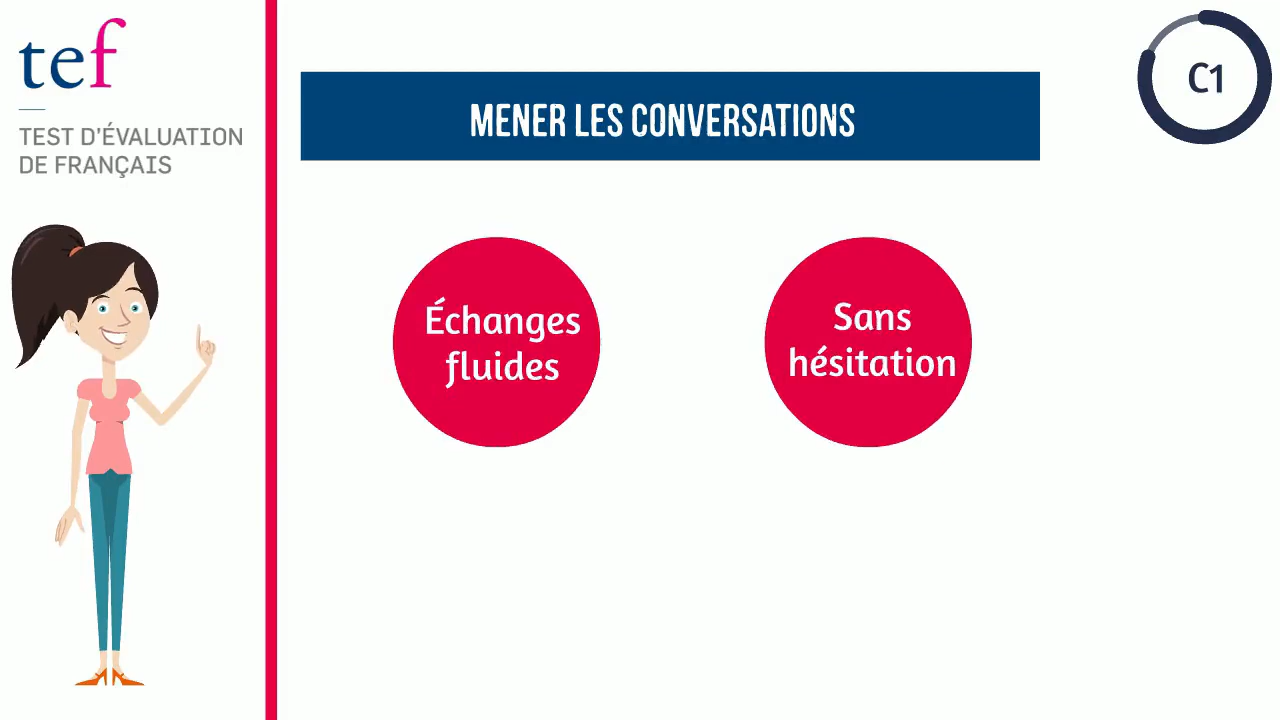 tef
TEST D'ÉVALUATION
DE FRANÇAIS
MENER LES CONVERSATIONS
C1
Échanges
fluides
Sans
hésitation